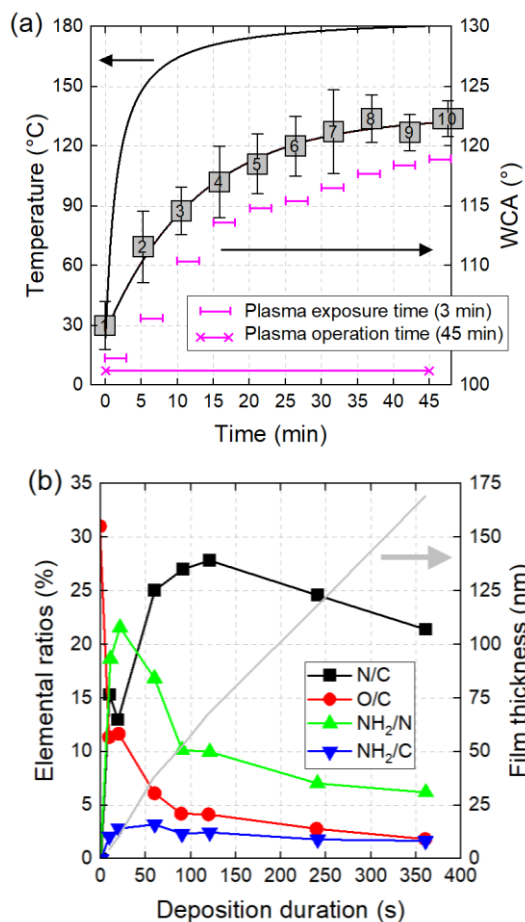 (a)
180
150
120
90
60
30
0
Temperature (°C)
130
120
110
100
WCA (°)
1
2
3
4
5
6
7
8
9
10
Plasma exposure time (3 min)
Plasma operation time (45 min)
0 5 10 15 20 25 30 35 40 45
Time (min)
(b)
35
30
25
20
15
10
5
0
Elemental ratios (%)
175
150
125
100
75
50
25
0
Film thickness (nm)
N/C
O/C
NH₂/N
NH₂/C
0 50 100 150 200 250 300 350 400
Deposition duration (s)